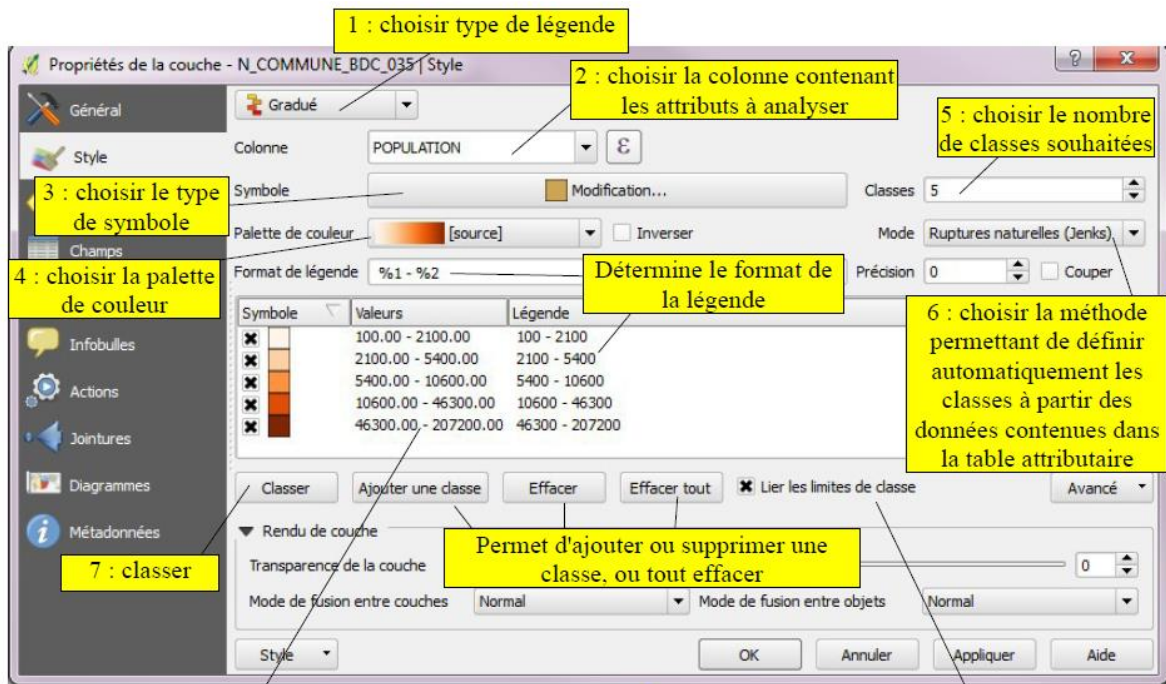 1 : choisir type de légende
Propriétés de la couche - N_COMMUNE_BDC_035 | Style
2 : choisir la colonne contenant
les attributs à analyser
Général
Gradué
5 : choisir le nombre
de classes souhaitées
Style
Colonne
POPULATION
ε
3 : choisir le type
de symbole
Symbole
Modification...
Classes
5
Champs
Palette de couleur
[source]
Inverser
Mode
Ruptures naturelles (Jenks)
4 : choisir la palette
de couleur
Format de légende
%1 - %2
Détermine le format de
la légende
Précision
0
Couper
Symbole
Valeurs
Légende
6 : choisir la méthode
permettant de définir
automatiquement les
classes à partir des
données contenues dans
la table attributaire
100.00 - 2100.00
100 - 2100
2100.00 - 5400.00
2100 - 5400
5400.00 - 10600.00
5400 - 10600
10600.00 - 46300.00
10600 - 46300
46300.00 - 207200.00
46300 - 207200
Infobulles
Actions
Jointures
Diagrammes
Métadonnées
Classer
Ajouter une classe
Effacer
Effacer tout
Lier les limites de classe
Avancé
Rendu de couche
7 : classer
Permet d'ajouter ou supprimer une
classe, ou tout effacer
Transparence de la couche
0
Mode de fusion entre couches
Normal
Mode de fusion entre objets
Normal
Style
OK
Annuler
Appliquer
Aide